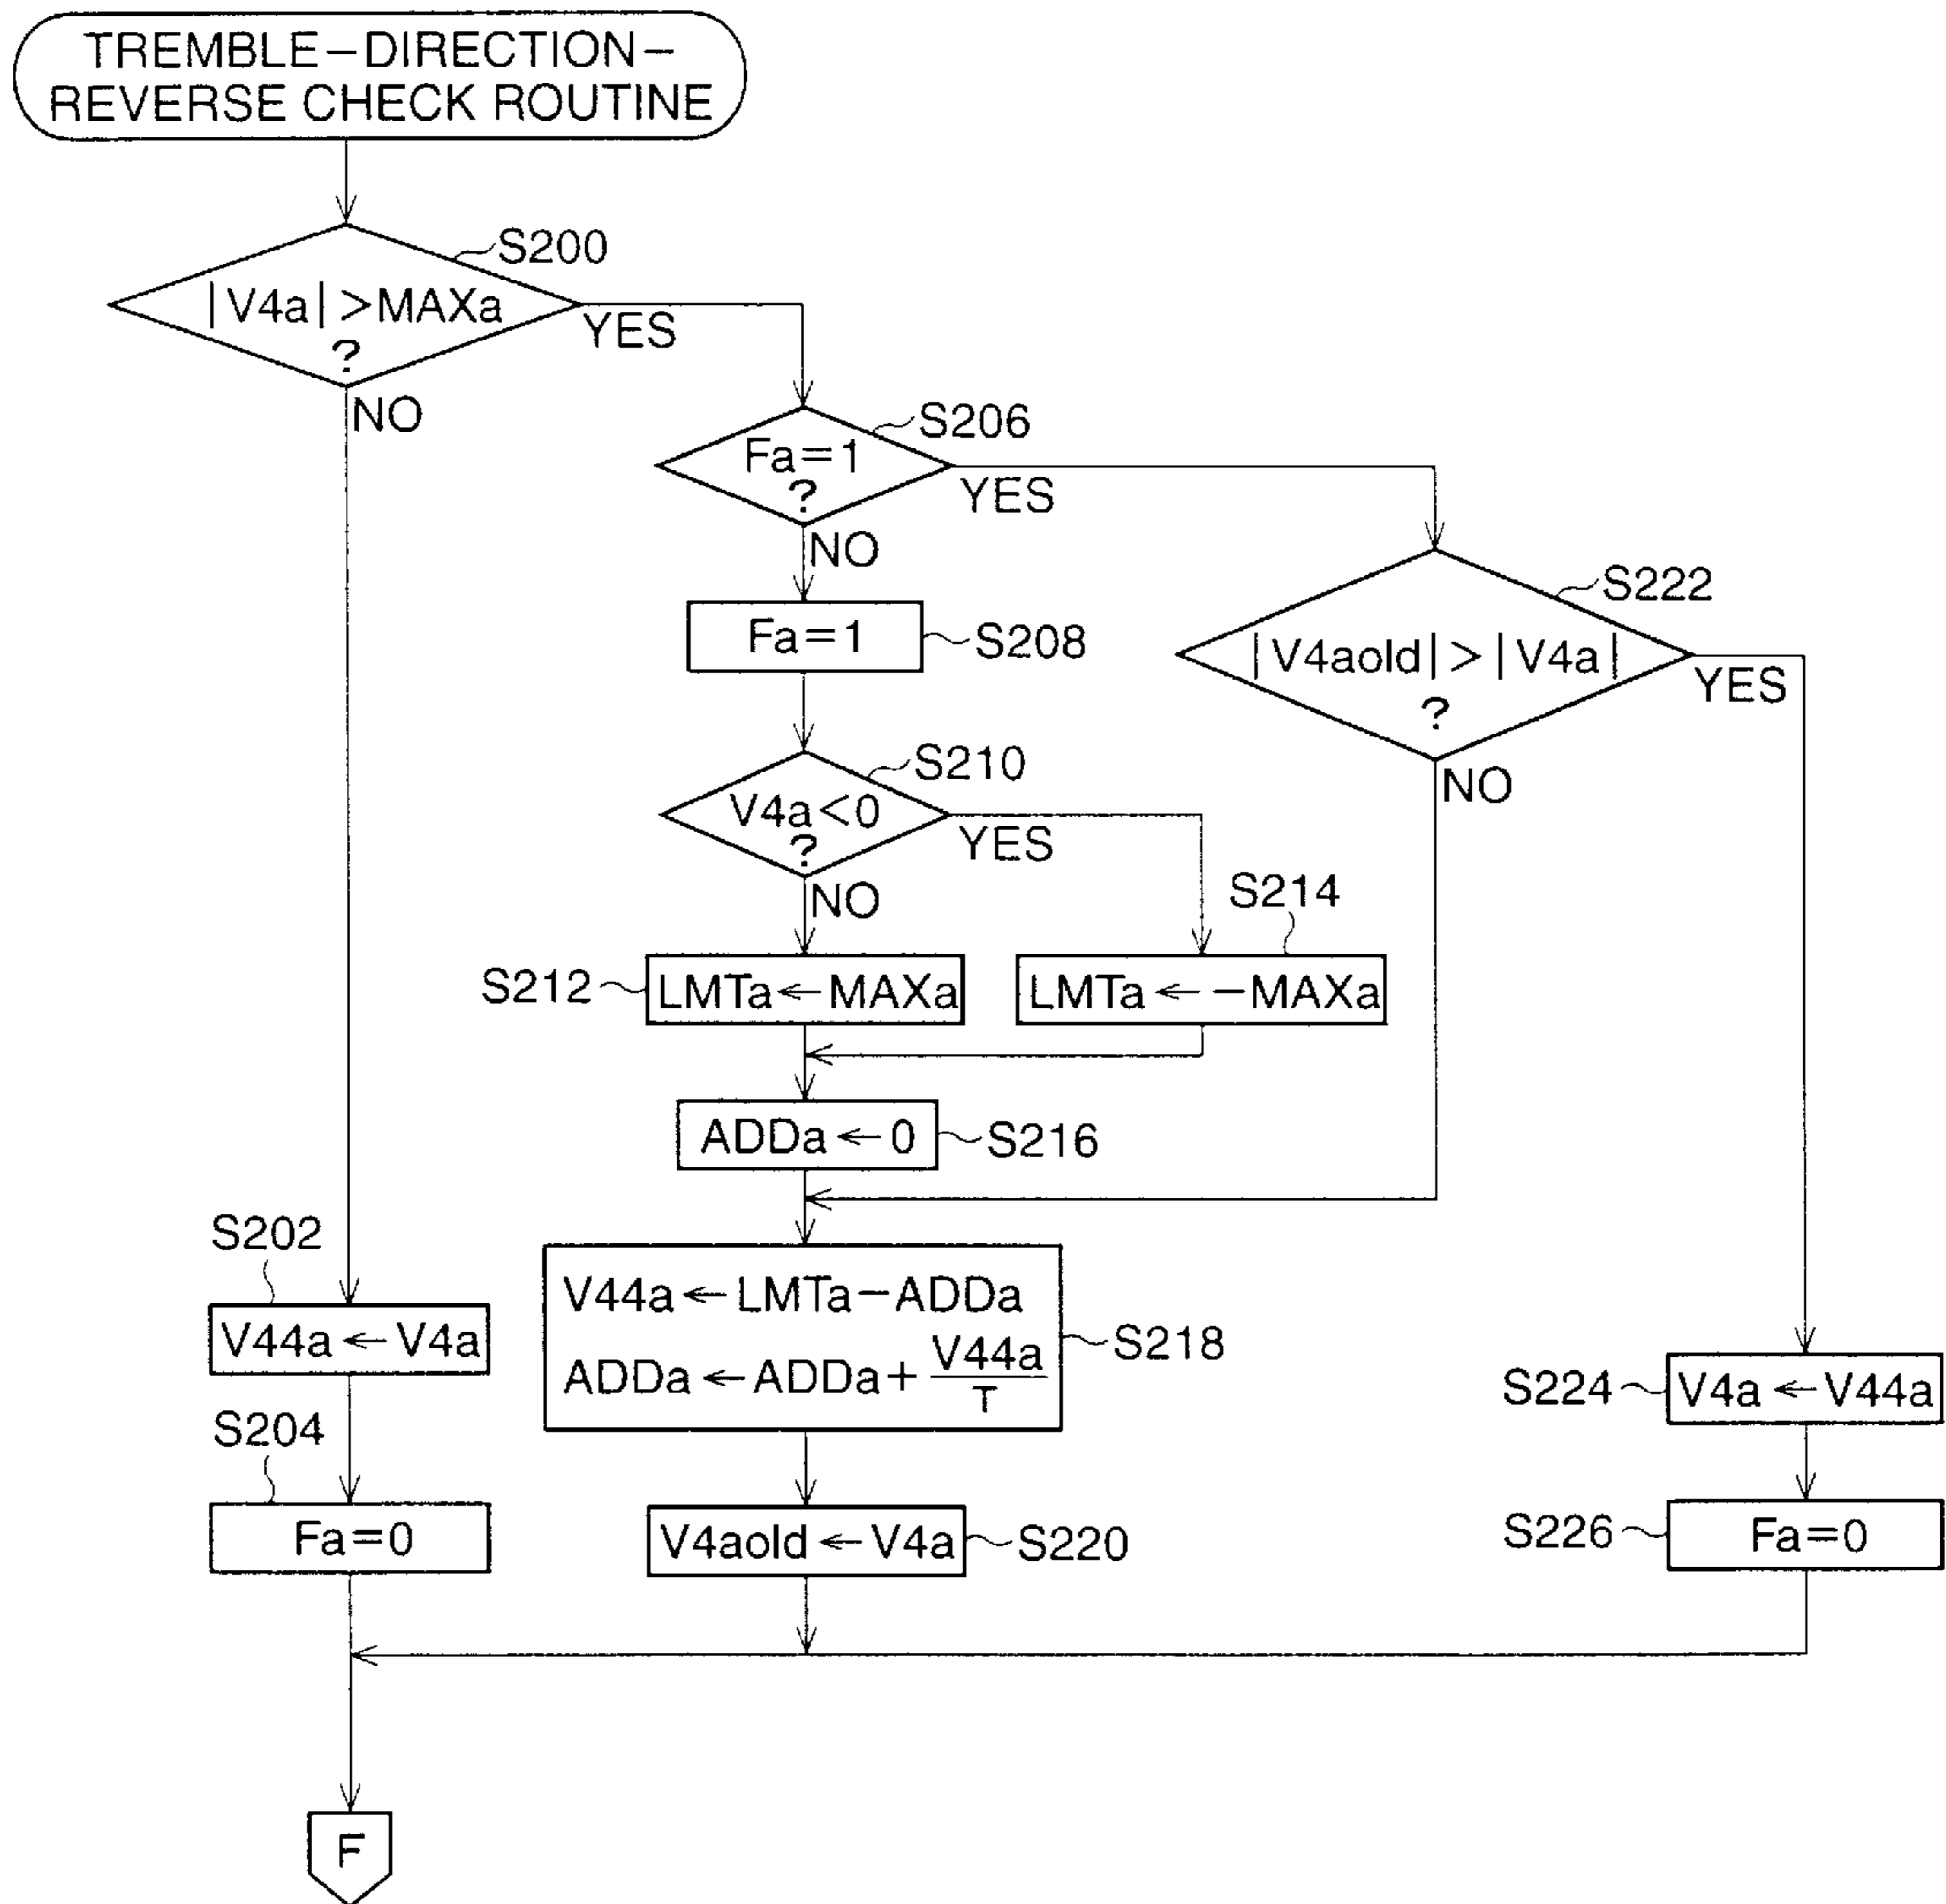 TREMBLE-DIRECTION-
REVERSE CHECK ROUTINE
S200
|V4a|>MAXa
?
YES
NO
S206
Fa=1
?
YES
NO
S222
|V4aold|>|V4a|
?
YES
NO
Fa=1
S208
S210
V4a<0
?
YES
NO
S214
S212
LMTa←MAXa
LMTa←-MAXa
ADDa←0
S216
S202
V44a←V4a
V44a←LMTa-ADDa
ADDa←ADDa+V44a/T
S218
S224
V4a←V44a
S204
Fa=0
V4aold←V4a
S220
S226
Fa=0
F